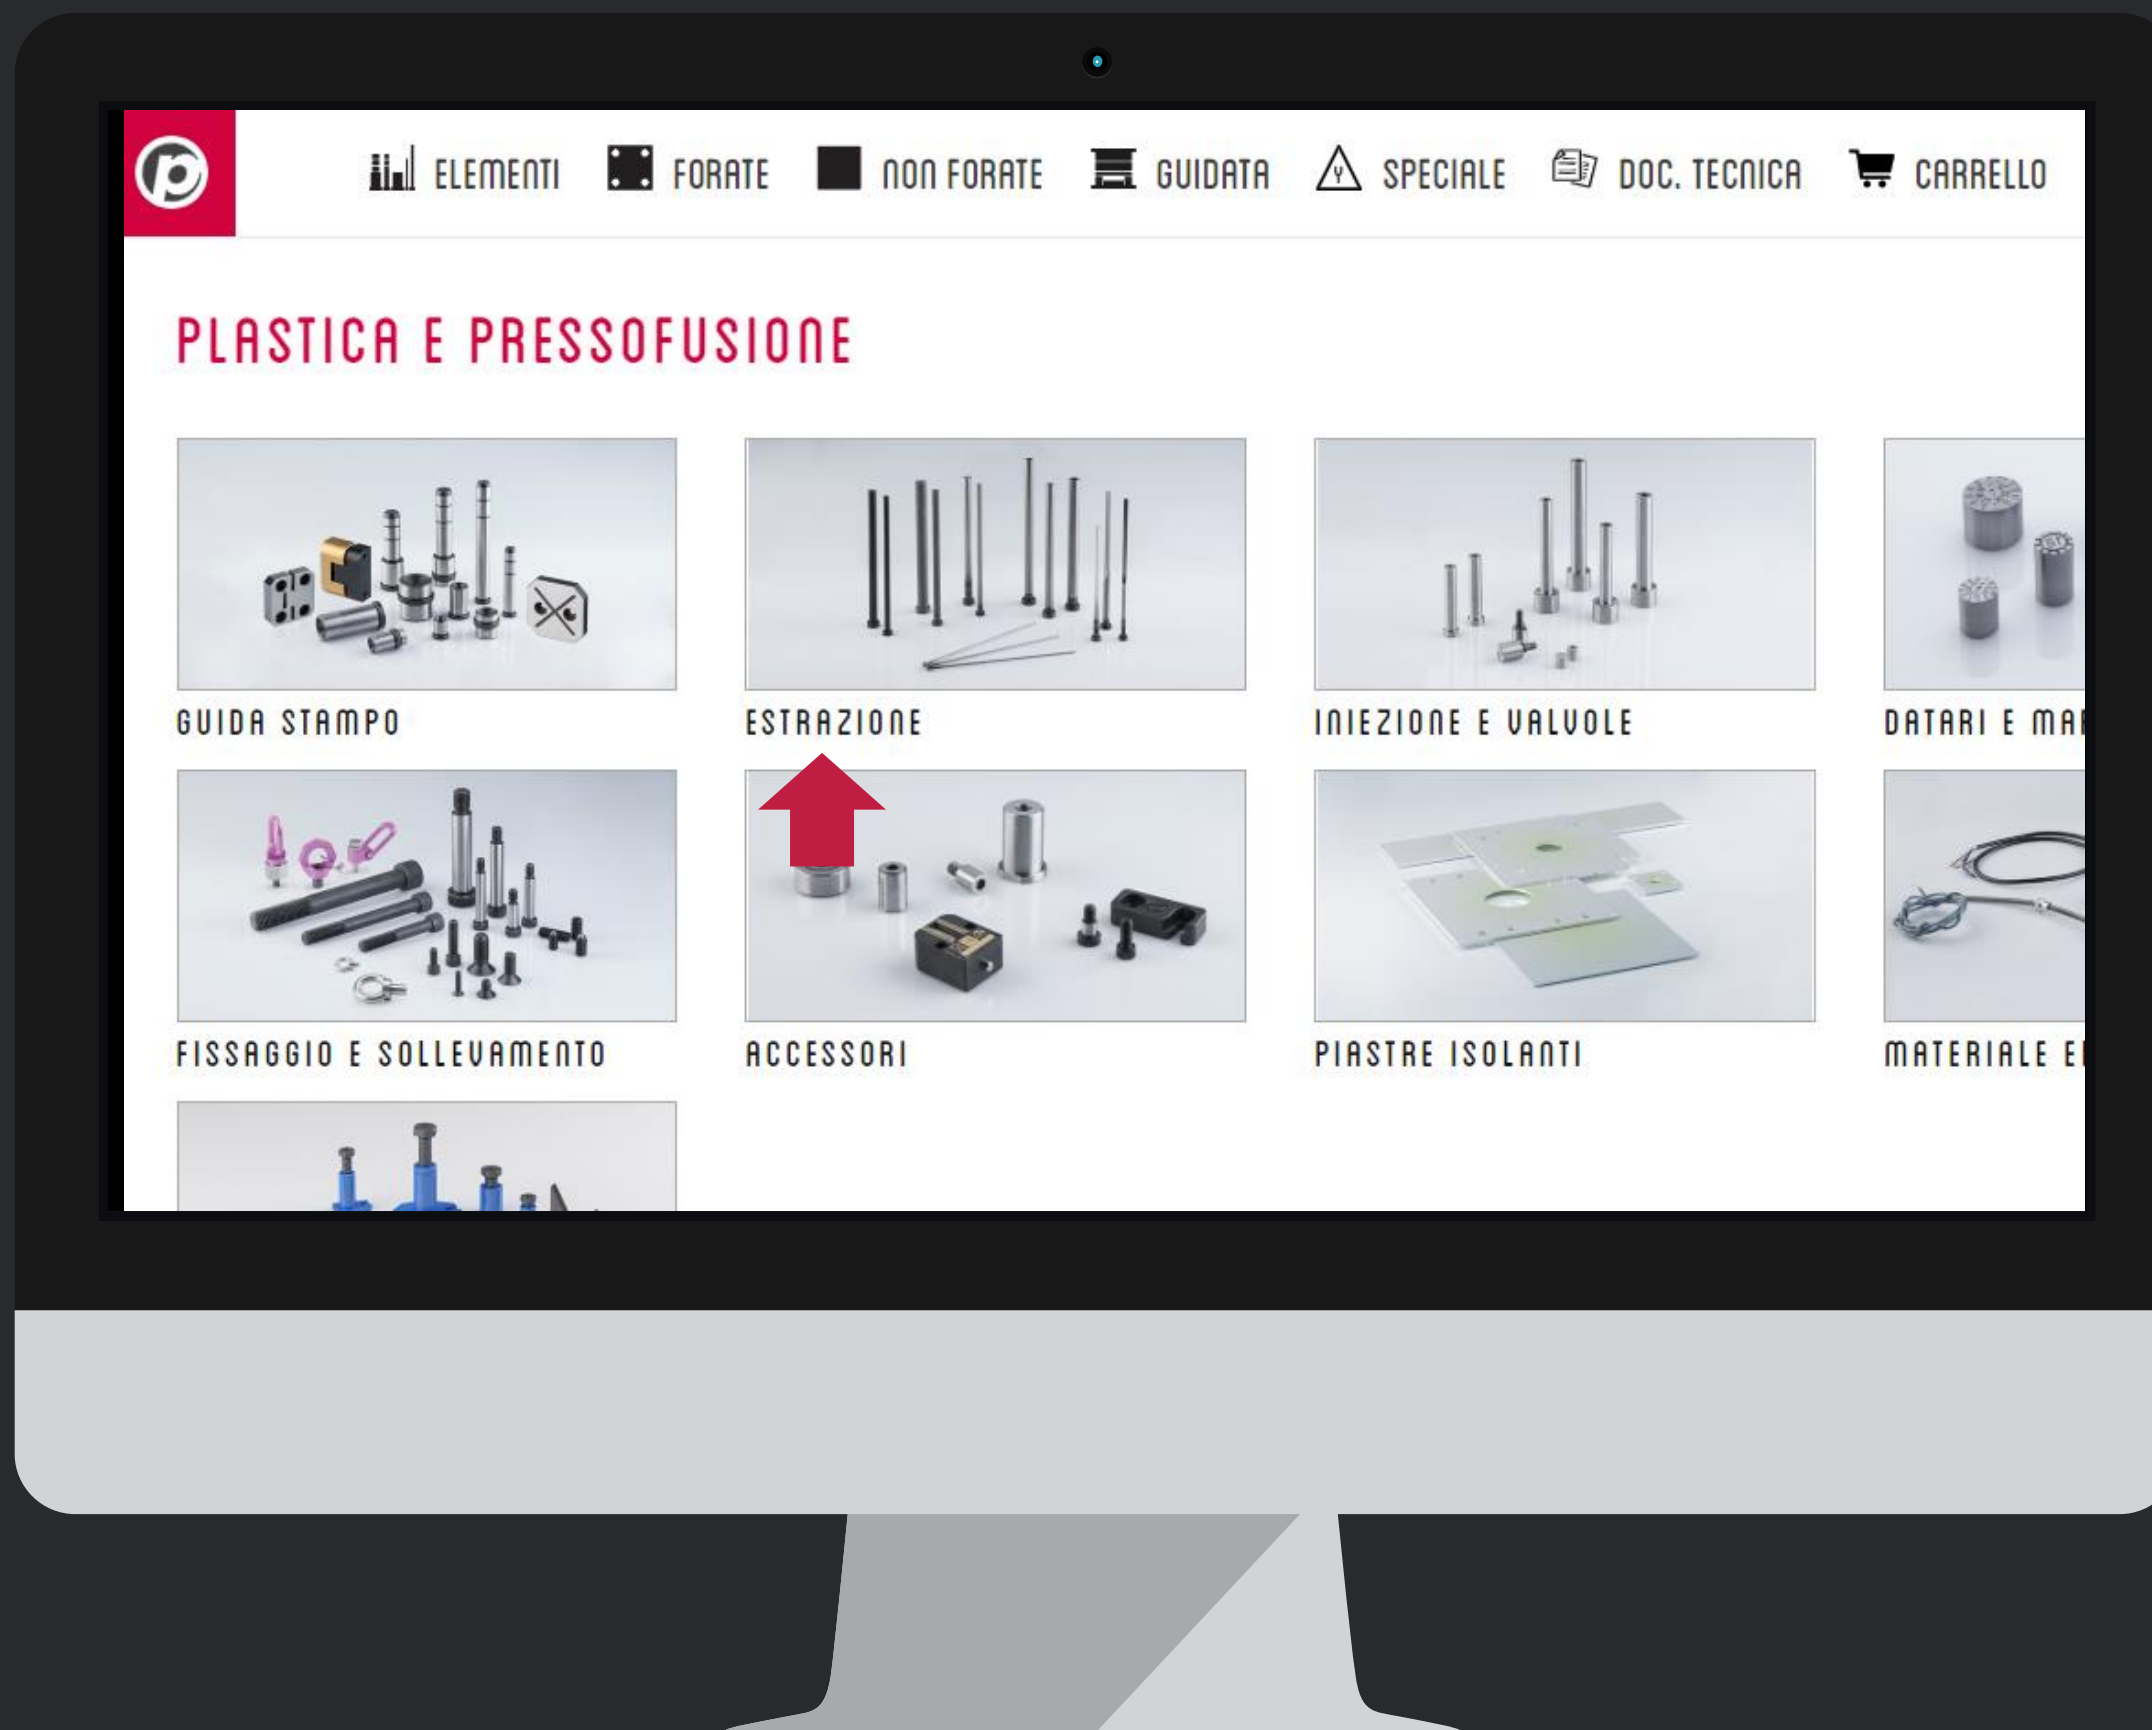 ELEMENTI FORATE NON FORATE GUIDATA SPECIALE DOC. TECNICA CARRELLO
PLASTICA E PRESSOFUSIONE
GUIDA STAMPO ESTRAZIONE INIEZIONE E VALVOLE DATARI E
FISSAGGIO E SOLLEVAMENTO ACCESSORI PIASTRE ISOLANTI MATERIALE